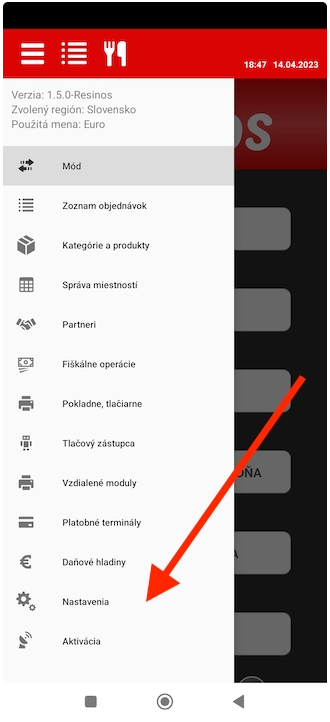 18:47 14.04.2023
Verzia: 1.5.0-Resinos
Zvolený región: Slovensko
Použitá mena: Euro
Mód
Zoznam objednávok
Kategórie a produkty
Správa miestností
Partneri
Fiškálne operácie
Pokladne, tlačiarne
Tlačový zástupca
Vzdialené moduly
Platobné terminály
Daňové hladiny
Nastavenia
Aktivácia